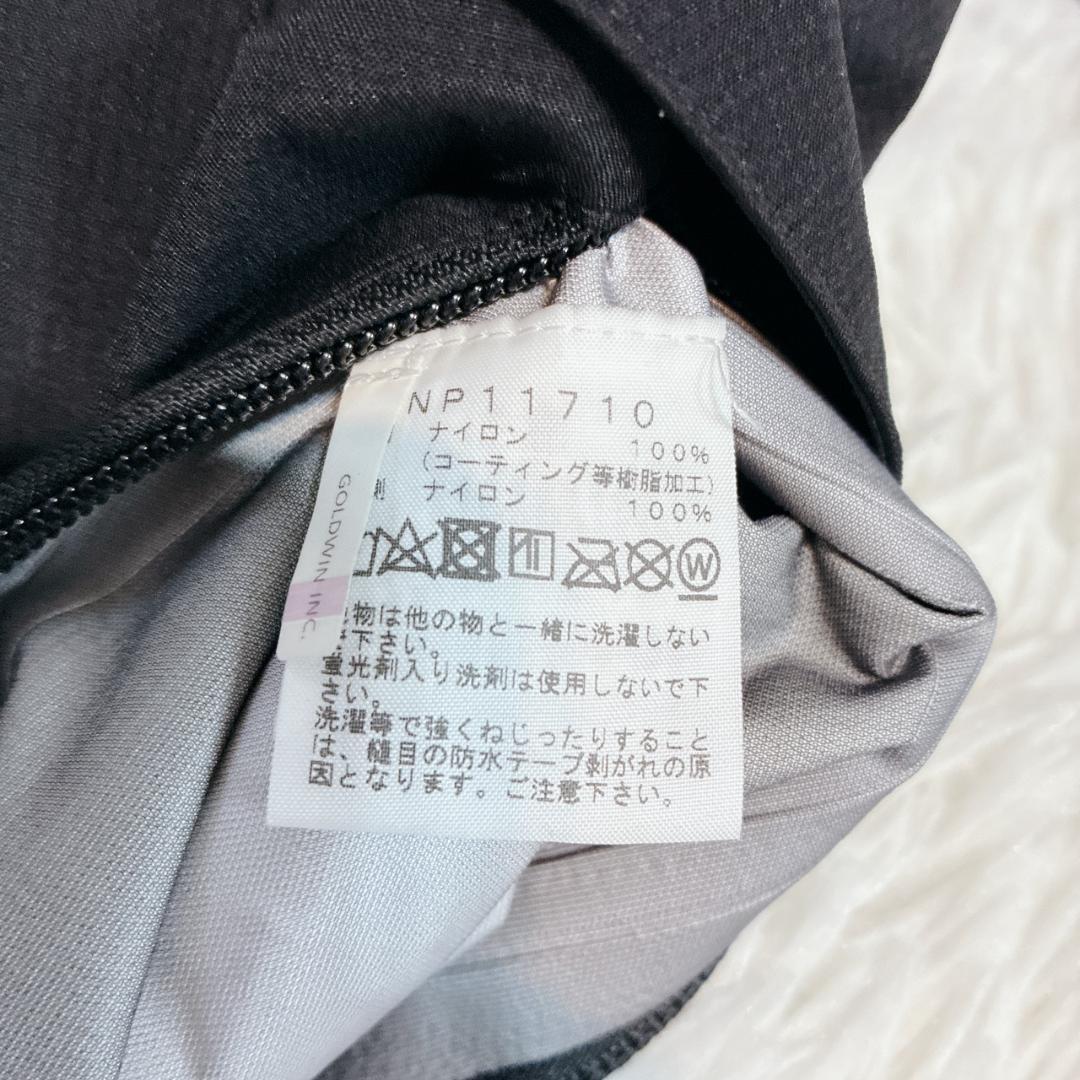 NP11710
ナイロン 100%
(コーティング等樹脂加工)
ナイロン 100%
W
GOLDWIN INC.
物は他の物と一緒に洗濯しない
下さい。
蛍光剤入り洗剤は使用しないで下
さい。
洗濯等で強くねじったりすること
は、縫目の防水テープ剥がれの原
因となります。ご注意下さい。